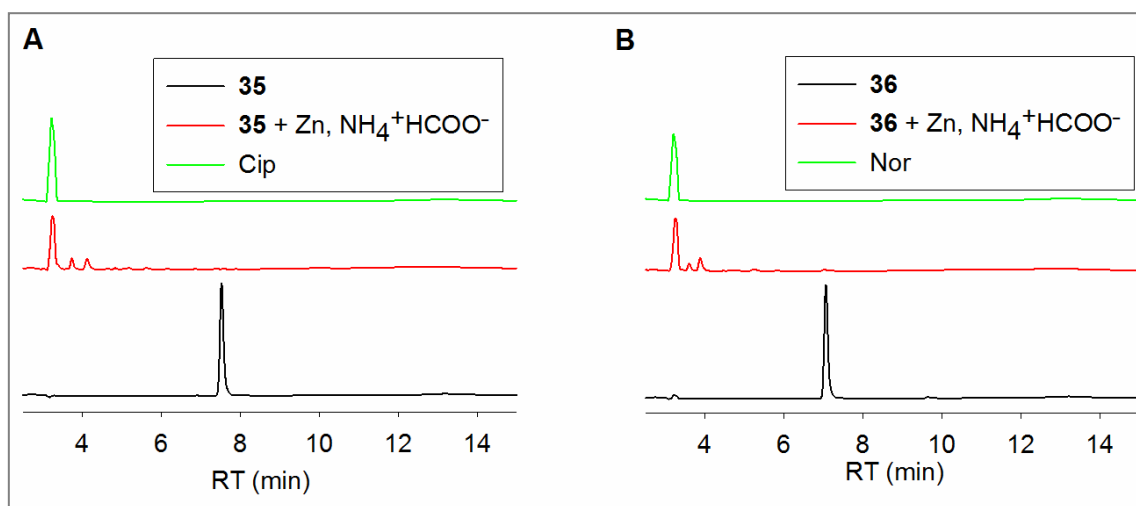 A
35
35 + Zn, NH₄⁺HCOO⁻
Cip
4 6 8 10 12 14
RT (min)
B
36
36 + Zn, NH₄⁺HCOO⁻
Nor
4 6 8 10 12 14
RT (min)